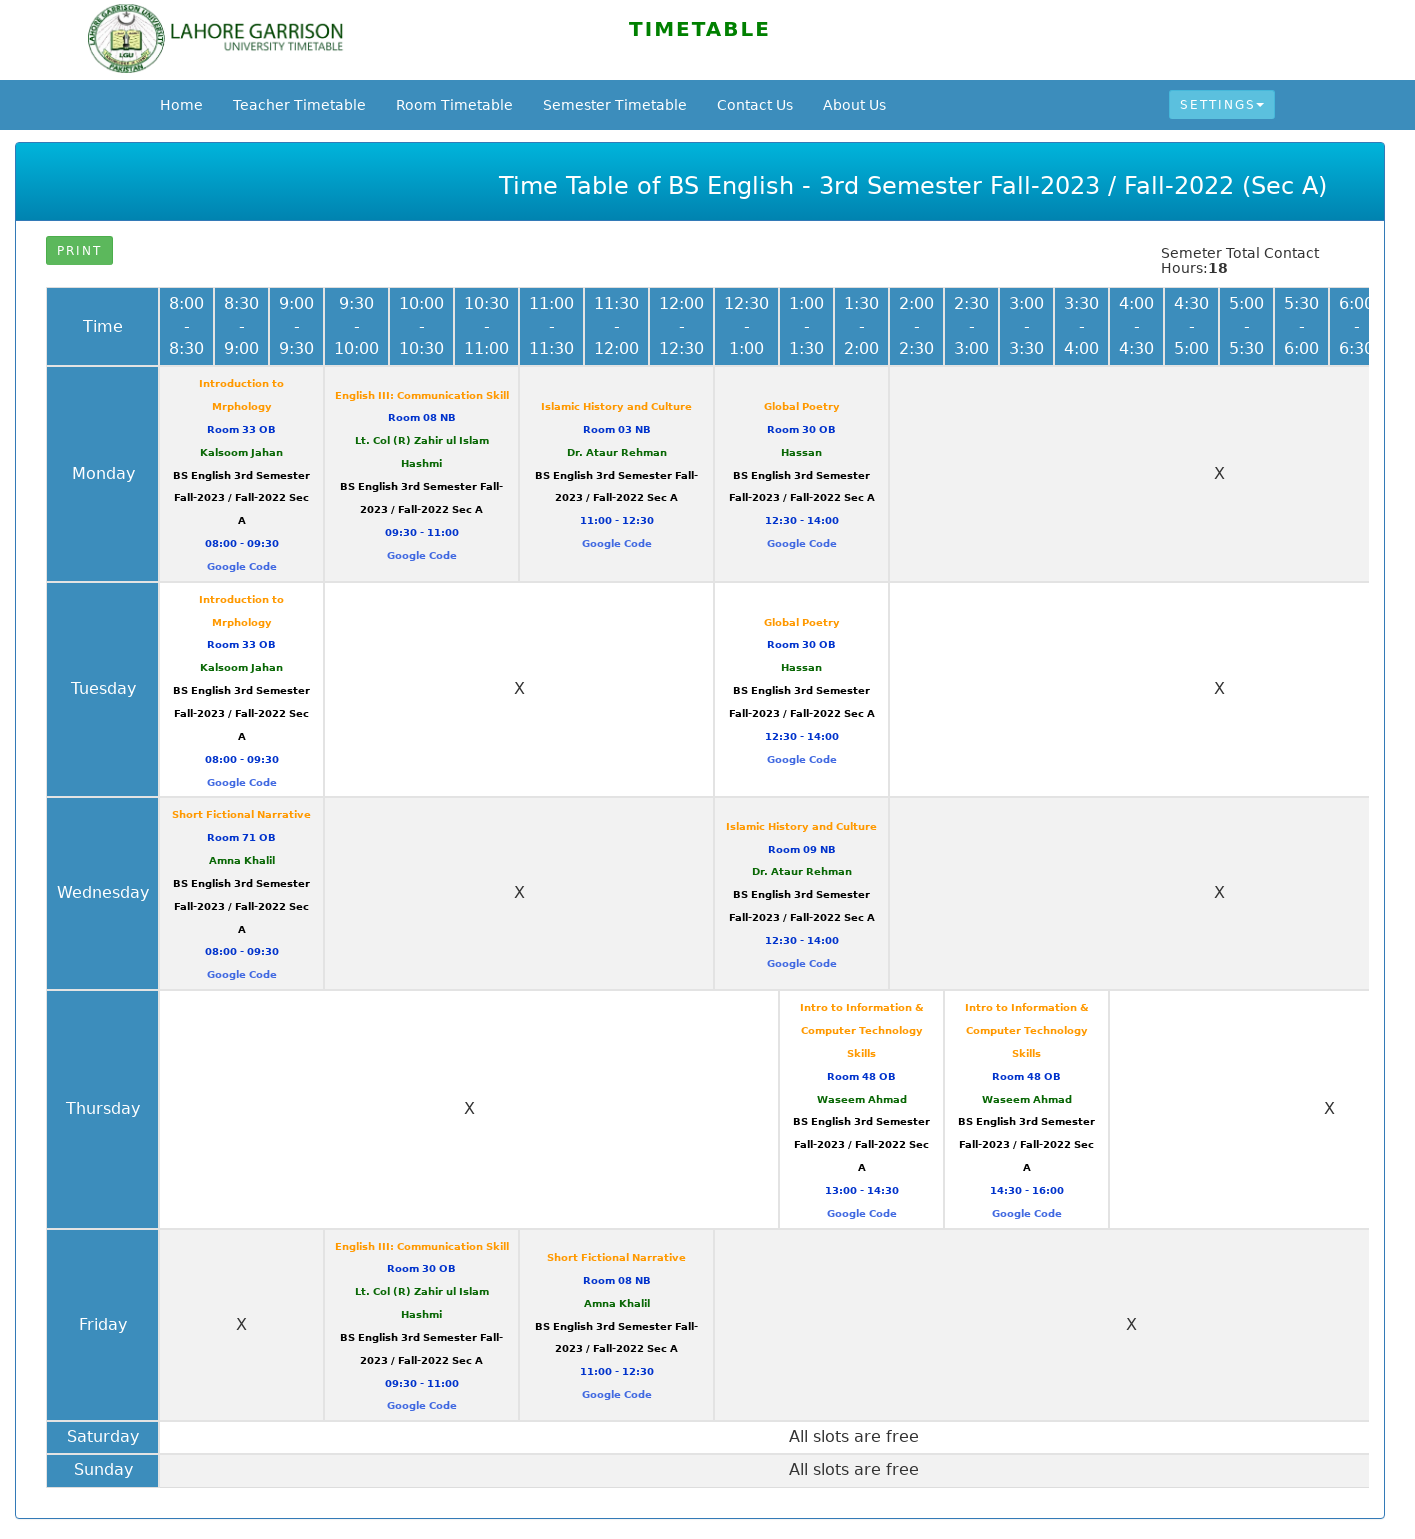 LAHORE GARRISON
UNIVERSITY TIMETABLE
TIMETABLE
Home Teacher Timetable Room Timetable Semester Timetable Contact Us About Us SETTINGS
Time Table of BS English - 3rd Semester Fall-2023 / Fall-2022 (Sec A)
PRINT
Semeter Total Contact
Hours:18
Time
8:00 - 8:30
8:30 - 9:00
9:00 - 9:30
9:30 - 10:00
10:00 - 10:30
10:30 - 11:00
11:00 - 11:30
11:30 - 12:00
12:00 - 12:30
12:30 - 1:00
1:00 - 1:30
1:30 - 2:00
2:00 - 2:30
2:30 - 3:00
3:00 - 3:30
3:30 - 4:00
4:00 - 4:30
4:30 - 5:00
5:00 - 5:30
5:30 - 6:00
6:00 - 6:30
Monday
Introduction to
Mrphology
Room 33 OB
Kalsoom Jahan
BS English 3rd Semester
Fall-2023 / Fall-2022 Sec
A
08:00 - 09:30
Google Code
English III: Communication Skill
Room 08 NB
Lt. Col (R) Zahir ul Islam
Hashmi
BS English 3rd Semester Fall-
2023 / Fall-2022 Sec A
09:30 - 11:00
Google Code
Islamic History and Culture
Room 03 NB
Dr. Ataur Rehman
BS English 3rd Semester Fall-
2023 / Fall-2022 Sec A
11:00 - 12:30
Google Code
Global Poetry
Room 30 OB
Hassan
BS English 3rd Semester
Fall-2023 / Fall-2022 Sec A
12:30 - 14:00
Google Code
X
Tuesday
Introduction to
Mrphology
Room 33 OB
Kalsoom Jahan
BS English 3rd Semester
Fall-2023 / Fall-2022 Sec
A
08:00 - 09:30
Google Code
X
Global Poetry
Room 30 OB
Hassan
BS English 3rd Semester
Fall-2023 / Fall-2022 Sec A
12:30 - 14:00
Google Code
X
Wednesday
Short Fictional Narrative
Room 71 OB
Amna Khalil
BS English 3rd Semester
Fall-2023 / Fall-2022 Sec
A
08:00 - 09:30
Google Code
X
Islamic History and Culture
Room 09 NB
Dr. Ataur Rehman
BS English 3rd Semester
Fall-2023 / Fall-2022 Sec A
12:30 - 14:00
Google Code
X
Thursday
X
Intro to Information &
Computer Technology
Skills
Room 48 OB
Waseem Ahmad
BS English 3rd Semester
Fall-2023 / Fall-2022 Sec
A
13:00 - 14:30
Google Code
Intro to Information &
Computer Technology
Skills
Room 48 OB
Waseem Ahmad
BS English 3rd Semester
Fall-2023 / Fall-2022 Sec
A
14:30 - 16:00
Google Code
X
Friday
X
English III: Communication Skill
Room 30 OB
Lt. Col (R) Zahir ul Islam
Hashmi
BS English 3rd Semester Fall-
2023 / Fall-2022 Sec A
09:30 - 11:00
Google Code
Short Fictional Narrative
Room 08 NB
Amna Khalil
BS English 3rd Semester Fall-
2023 / Fall-2022 Sec A
11:00 - 12:30
Google Code
X
Saturday
All slots are free
Sunday
All slots are free